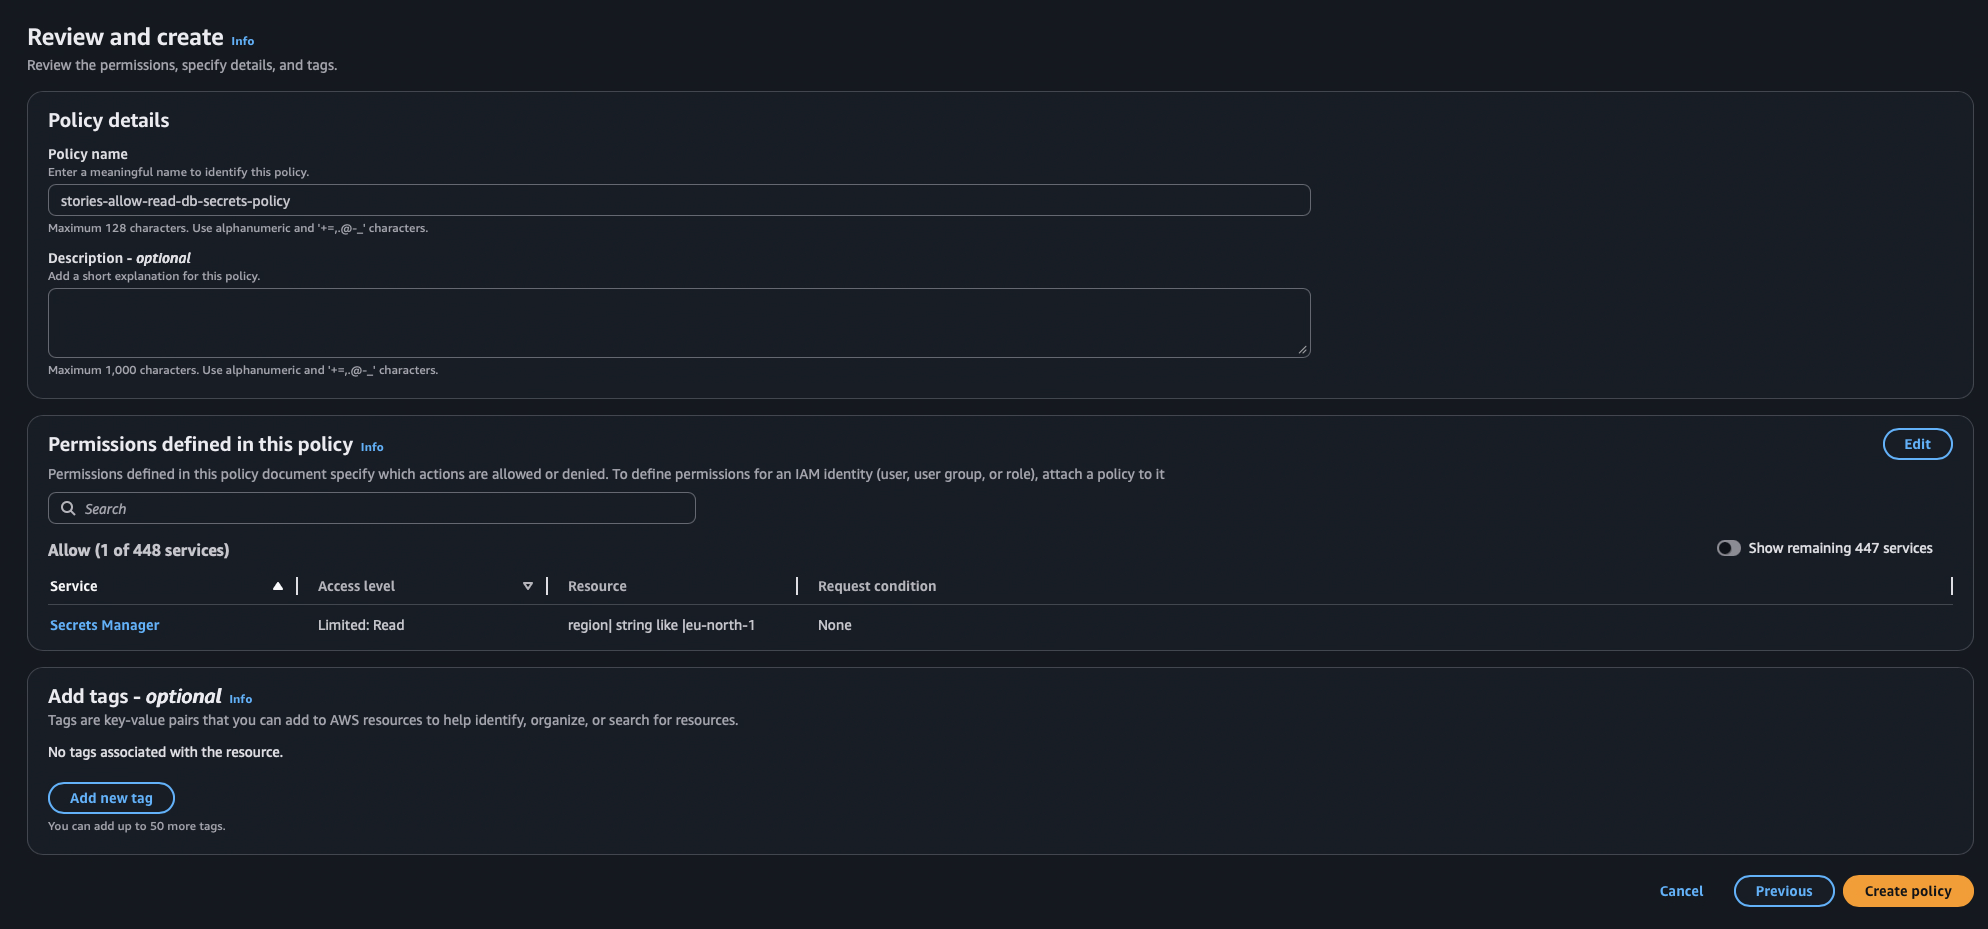 Review and create Info
Review the permissions, specify details, and tags.
Policy details
Policy name
Enter a meaningful name to identify this policy.
stories-allow-read-db-secrets-policy
Maximum 128 characters. Use alphanumeric and '+=,.@-_' characters.
Description - optional
Add a short explanation for this policy.
Maximum 1,000 characters. Use alphanumeric and '+=,.@-_' characters.
Permissions defined in this policy Info
Edit
Permissions defined in this policy document specify which actions are allowed or denied. To define permissions for an IAM identity (user, user group, or role), attach a policy to it
Search
Allow (1 of 448 services)
Show remaining 447 services
Service Access level Resource Request condition
Secrets Manager Limited: Read region| string like |eu-north-1 None
Add tags - optional Info
Tags are key-value pairs that you can add to AWS resources to help identify, organize, or search for resources.
No tags associated with the resource.
Add new tag
You can add up to 50 more tags.
Cancel Previous Create policy